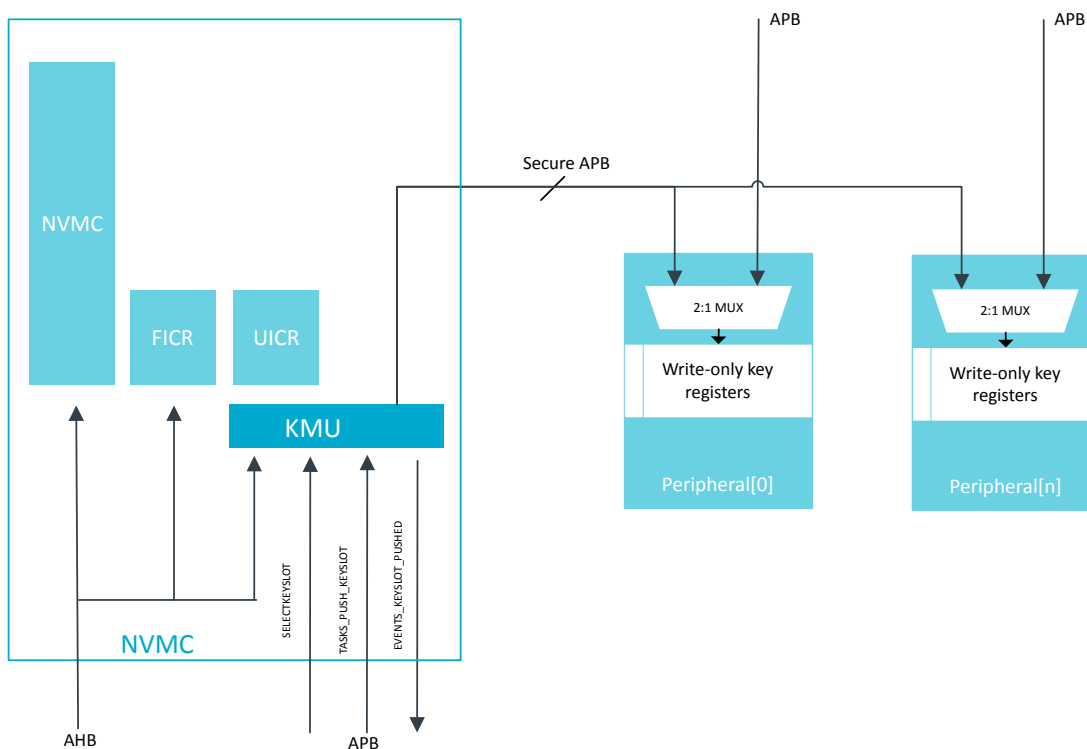 APB
APB
Secure APB
NVMC
FICR
UICR
KMU
2:1 MUX
Write-only key
registers
Peripheral[0]
2:1 MUX
Write-only key
registers
Peripheral[n]
SELECTKEYSLOT
TASKS_PUSH_KEYSLOT
EVENTS_KEYSLOT_PUSHED
NVMC
AHB
APB